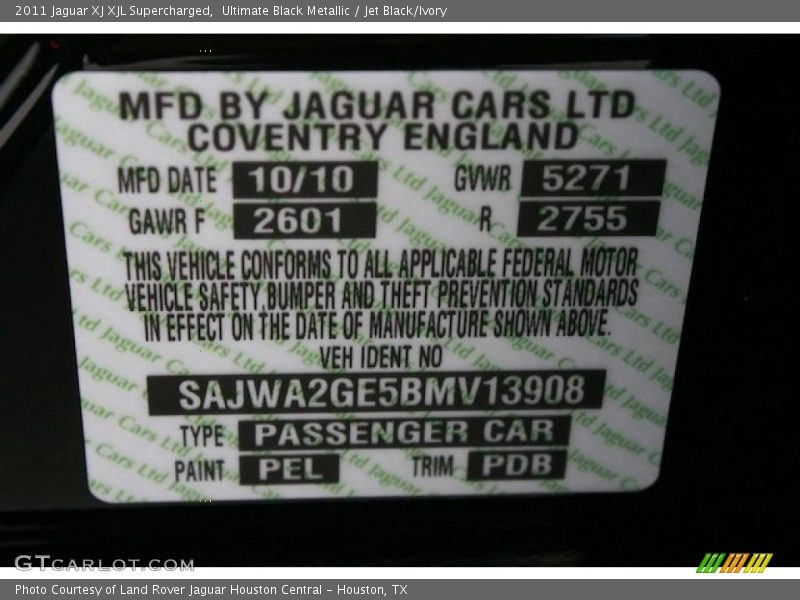 2011 Jaguar XJ XJL Supercharged,  Ultimate Black Metallic / Jet Black/Ivory
MFD BY JAGUAR CARS LTD
COVENTRY ENGLAND
MFD DATE 10/10 GVWR 5271
GAWR F 2601 R 2755
THIS VEHICLE CONFORMS TO ALL APPLICABLE FEDERAL MOTOR
VEHICLE SAFETY, BUMPER AND THEFT PREVENTION STANDARDS
IN EFFECT ON THE DATE OF MANUFACTURE SHOWN ABOVE.
VEH IDENT NO
SAJWA2GE5BMV13908
TYPE PASSENGER CAR
PAINT PEL TRIM PDB
GTCARLOT.COM
Photo Courtesy of Land Rover Jaguar Houston Central - Houston, TX